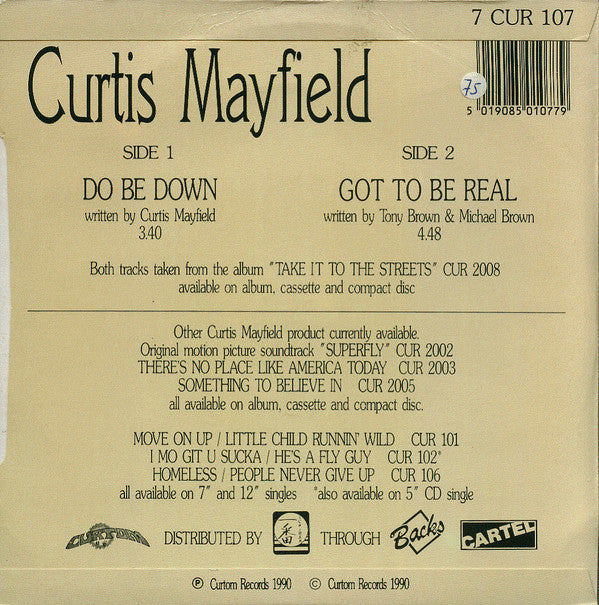 7 CUR 107
Curtis Mayfield
75
5 019085 010779
SIDE 1
DO BE DOWN
written by Curtis Mayfield
3.40
SIDE 2
GOT TO BE REAL
written by Tony Brown & Michael Brown
4.48
Both tracks taken from the album "TAKE IT TO THE STREETS" CUR 2008
available on album, cassette and compact disc
Other Curtis Mayfield product currently available.
Original motion picture soundtrack "SUPERFLY" CUR 2002
THERE'S NO PLACE LIKE AMERICA TODAY CUR 2003
SOMETHING TO BELIEVE IN CUR 2005
all available on album, cassette and compact disc.
MOVE ON UP / LITTLE CHILD RUNNIN' WILD CUR 101
I MO GIT U SUCKA / HE'S A FLY GUY CUR 102*
HOMELESS / PEOPLE NEVER GIVE UP CUR 106
all available on 7" and 12" singles *also available on 5" CD single
CURTOM DISTRIBUTED BY 一番 THROUGH Backs CARTEL
℗ Curtom Records 1990 © Curtom Records 1990